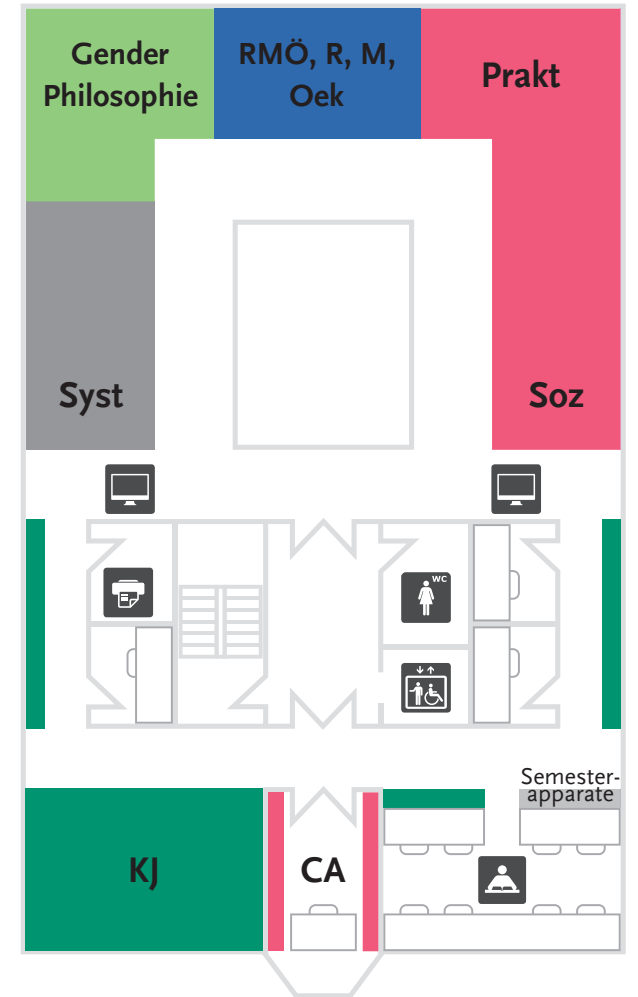 Gender
Philosophie
RMÖ, R, M,
Oek
Prakt
Syst
Soz
WC
Semester-
apparate
KJ
CA